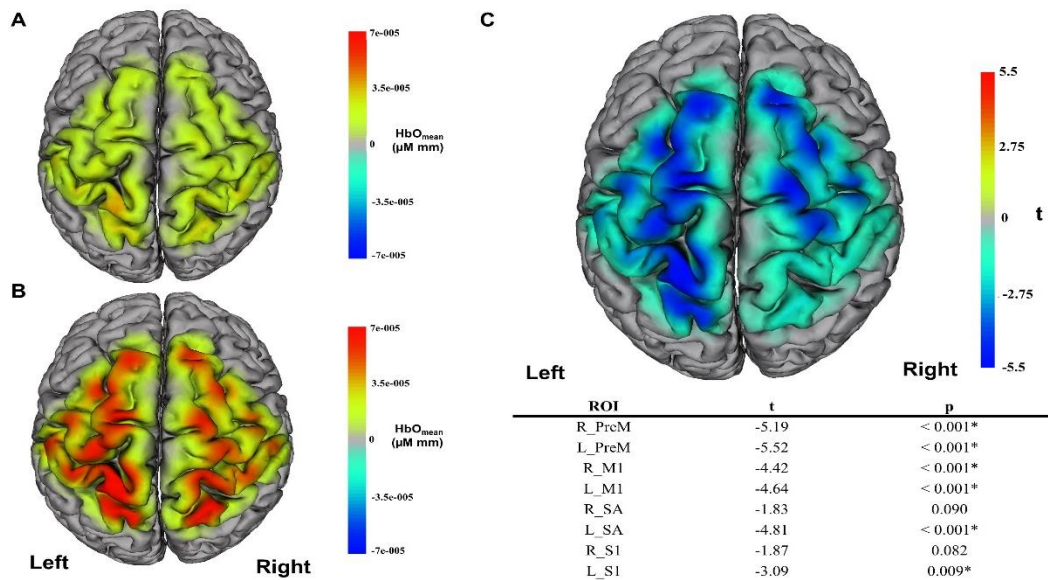 A
7e-005
3.5e-005
HbOmean
0
(µM mm)
-3.5e-005
-7e-005
B
7e-005
3.5e-005
HbOmean
0
(µM mm)
-3.5e-005
-7e-005
Left Right
C
5.5
2.75
0 t
-2.75
-5.5
Left Right
ROI t p
R_PreM -5.19 < 0.001*
L_PreM -5.52 < 0.001*
R_M1 -4.42 < 0.001*
L_M1 -4.64 < 0.001*
R_SA -1.83 0.090
L_SA -4.81 < 0.001*
R_S1 -1.87 0.082
L_S1 -3.09 0.009*